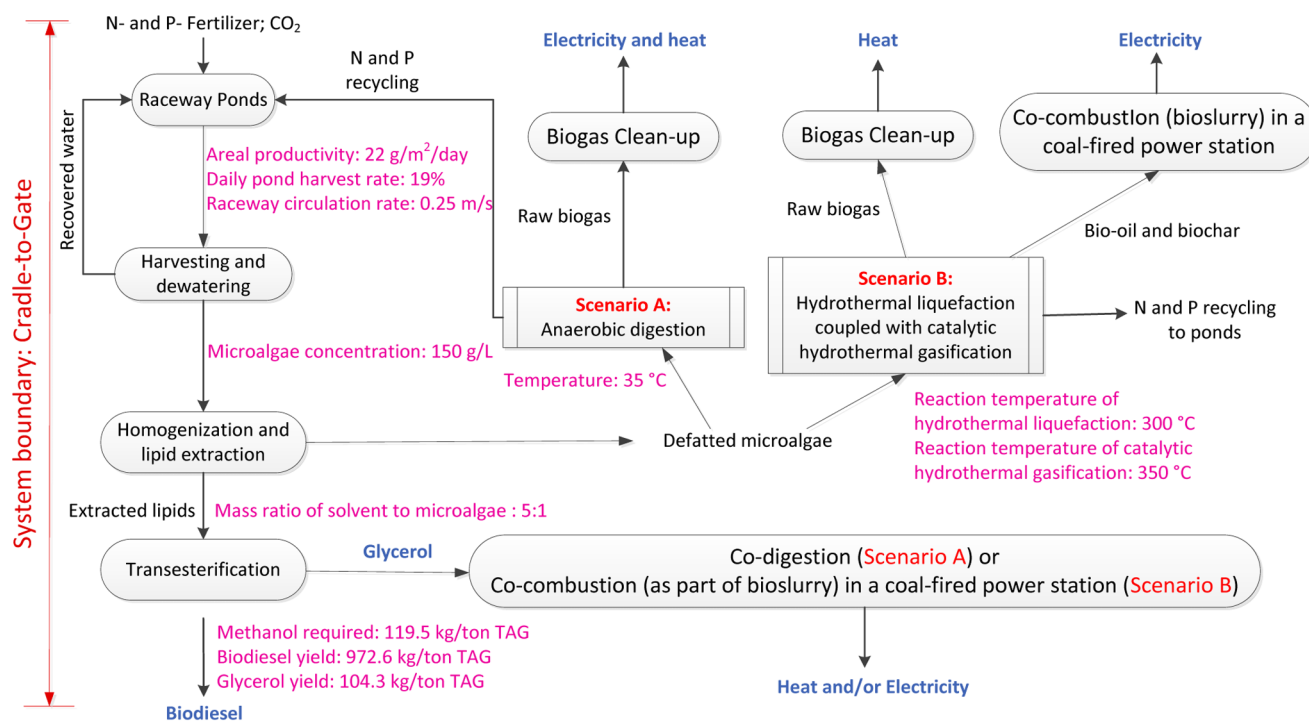 System boundary: Cradle-to-Gate
N- and P- Fertilizer; CO₂
Raceway Ponds
Recovered water
N and P
recycling
Areal productivity: 22 g/m²/day
Daily pond harvest rate: 19%
Raceway circulation rate: 0.25 m/s
Harvesting and
dewatering
Microalgae concentration: 150 g/L
Homogenization and
lipid extraction
Extracted lipids
Mass ratio of solvent to microalgae : 5:1
Transesterification
Methanol required: 119.5 kg/ton TAG
Biodiesel yield: 972.6 kg/ton TAG
Glycerol yield: 104.3 kg/ton TAG
Biodiesel
Electricity and heat
Biogas Clean-up
Raw biogas
Scenario A:
Anaerobic digestion
Temperature: 35 °C
Defatted microalgae
Heat
Biogas Clean-up
Raw biogas
Electricity
Co-combustIon (bioslurry) in a
coal-fired power station
Bio-oil and biochar
Scenario B:
Hydrothermal liquefaction
coupled with catalytic
hydrothermal gasification
N and P recycling
to ponds
Reaction temperature of
hydrothermal liquefaction: 300 °C
Reaction temperature of catalytic
hydrothermal gasification: 350 °C
Glycerol
Co-digestion (Scenario A) or
Co-combustion (as part of bioslurry) in a coal-fired power station (Scenario B)
Heat and/or Electricity